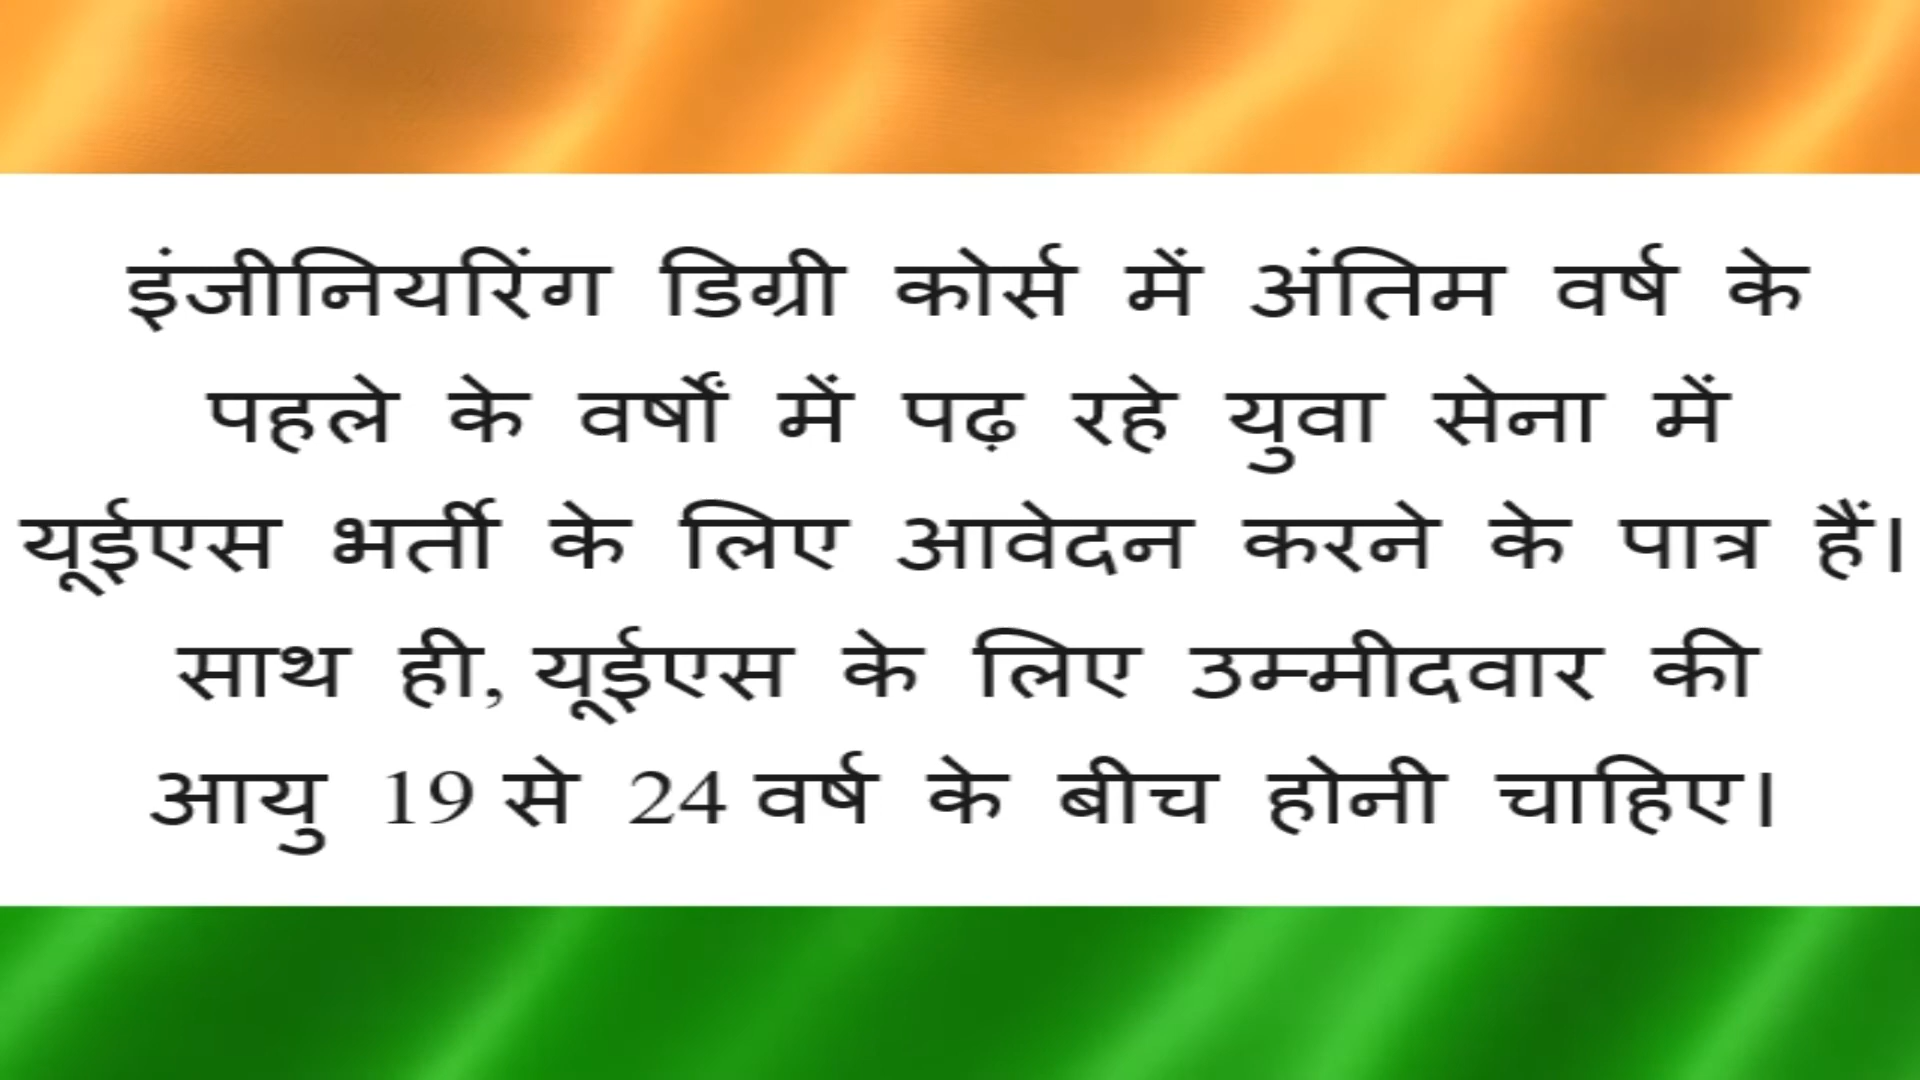 इंजीनियरिंग डिग्री कोर्स में अंतिम वर्ष के
पहले के वर्षों में पढ़ रहे युवा सेना में
यूईएस भर्ती के लिए आवेदन करने के पात्र हैं।
साथ ही, यूईएस के लिए उम्मीदवार की
आयु 19 से 24 वर्ष के बीच होनी चाहिए।